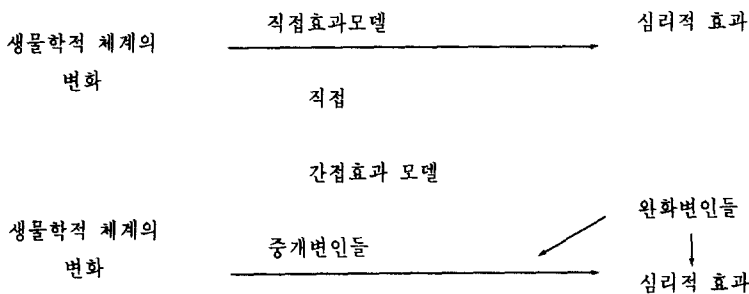 직접효과모델
심리적 효과
생물학적 체계의
변화
직접
간접효과 모델
완화변인들
생물학적 체계의
중개변인들
변화
심리적 효과